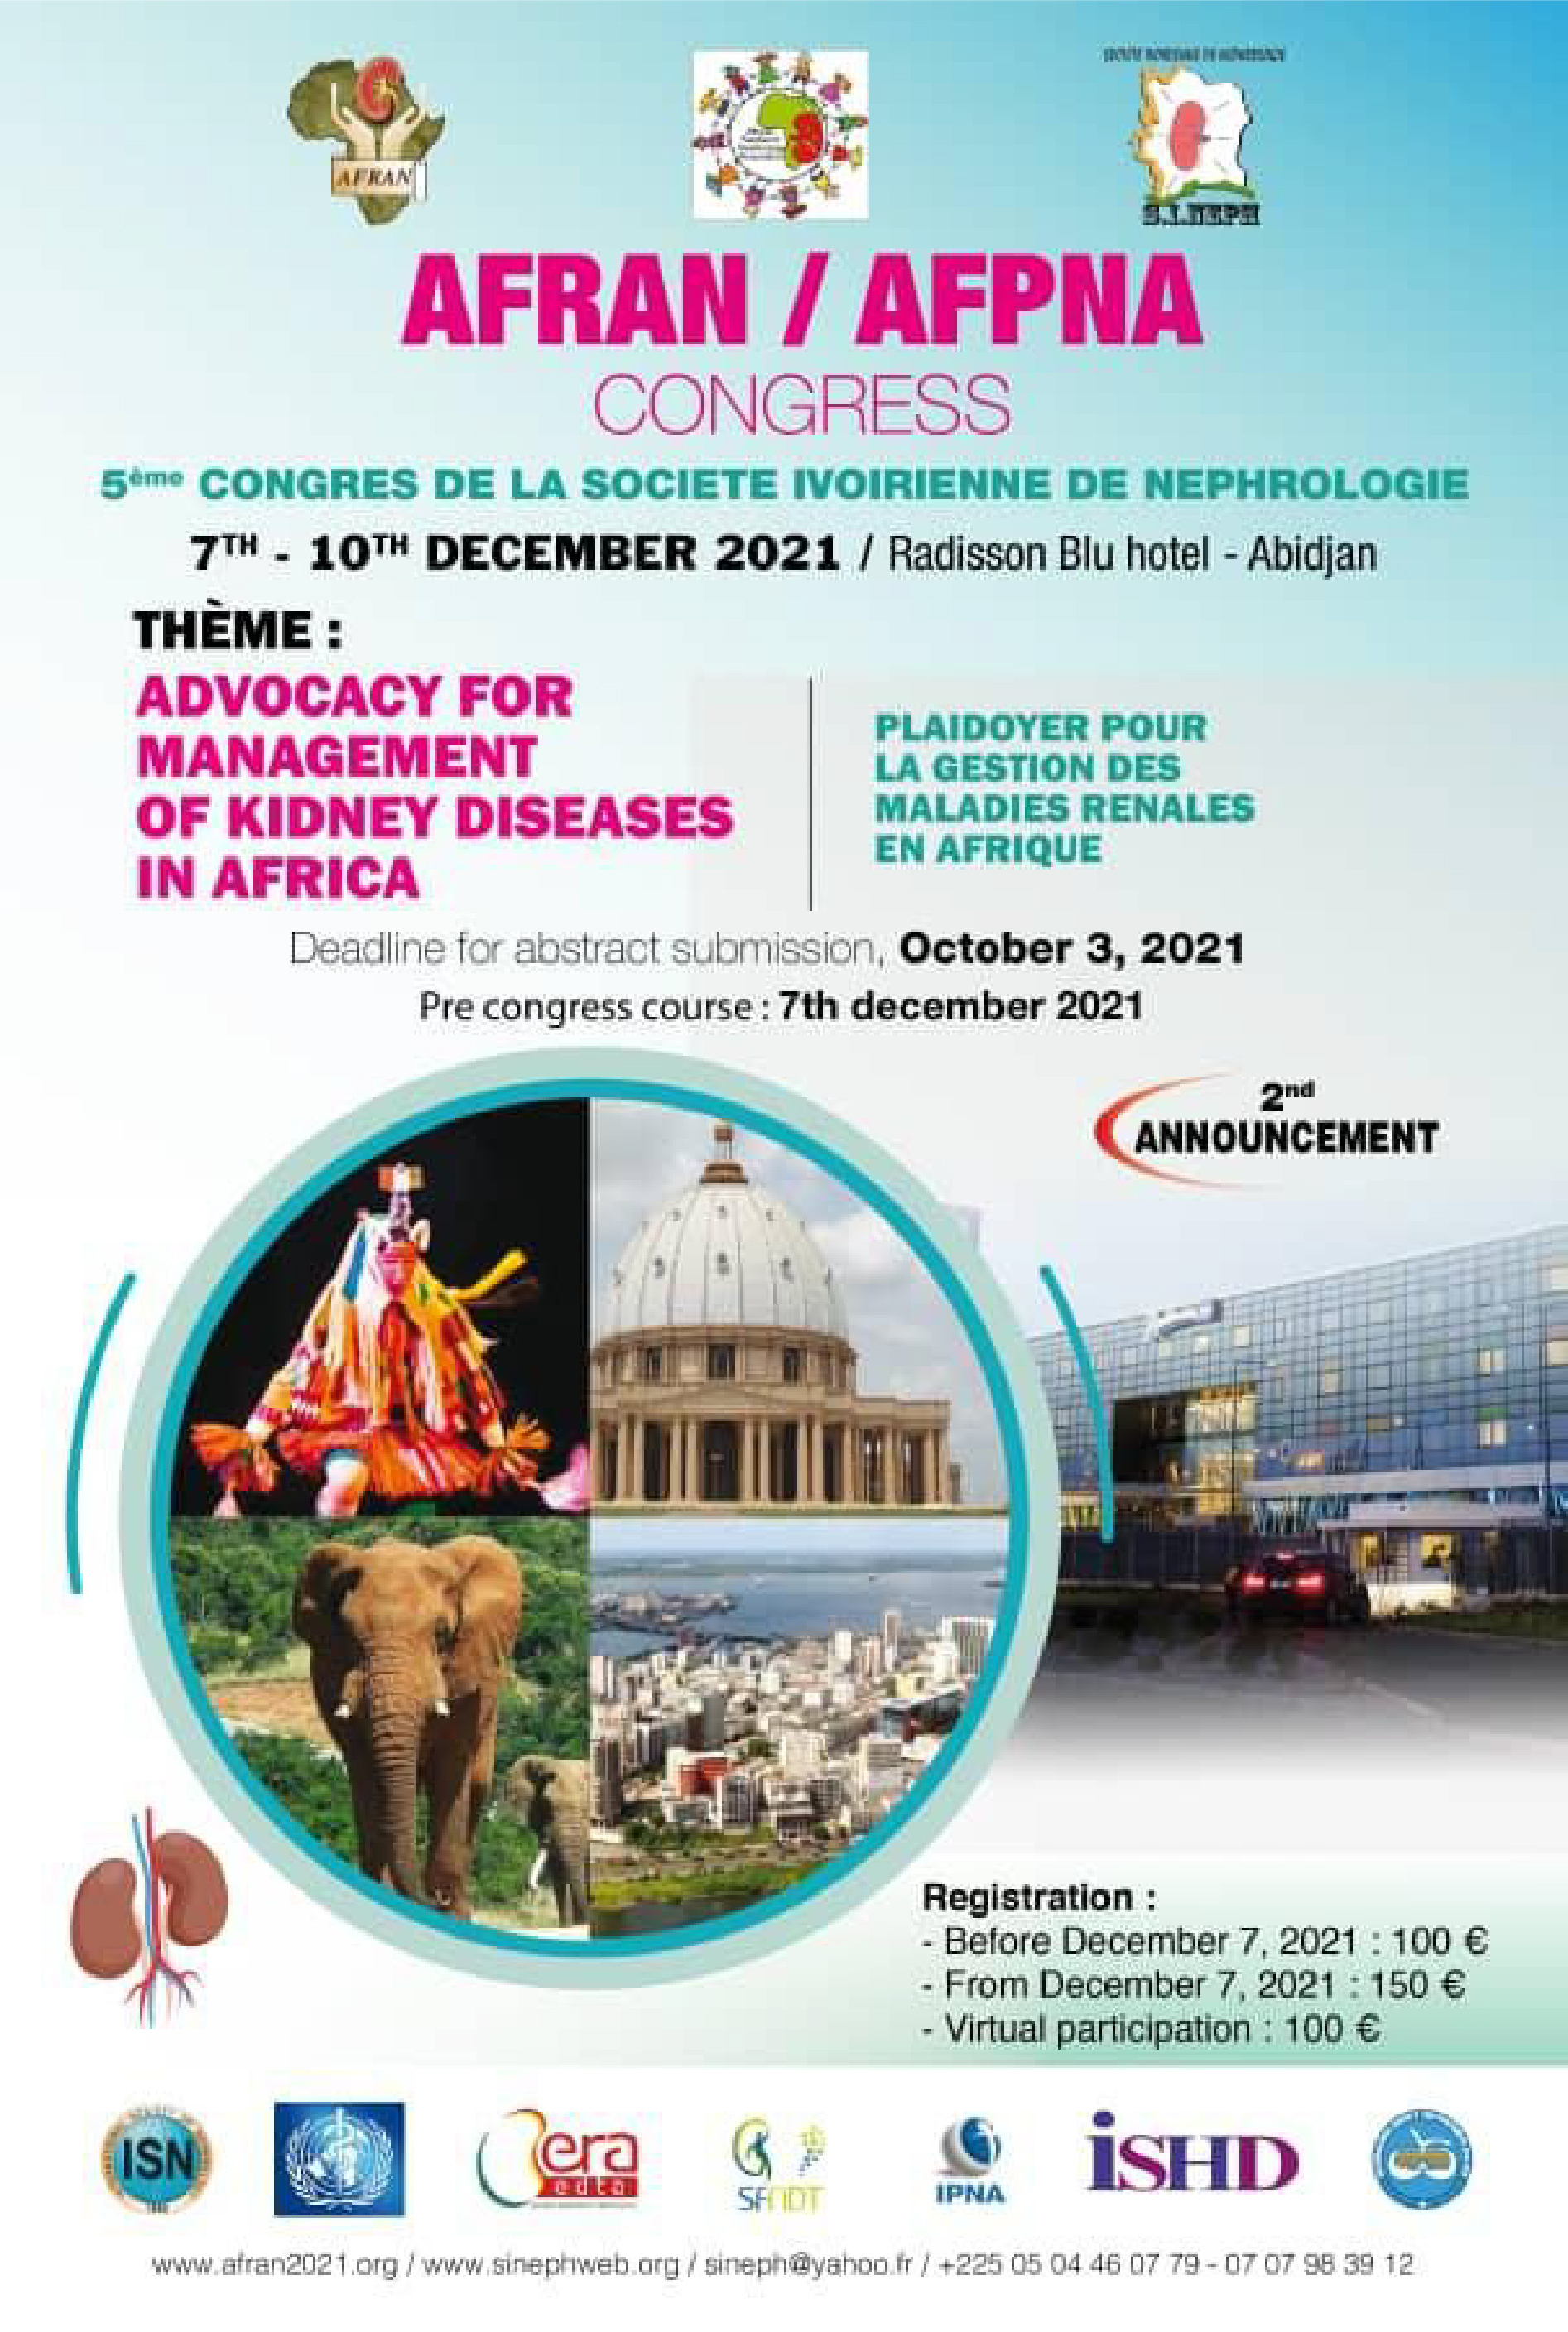 AFRAN
S.I.NEPH
AFRAN / AFPNA
CONGRESS
5ème CONGRES DE LA SOCIETE IVOIRIENNE DE NEPHROLOGIE
7TH - 10TH DECEMBER 2021 / Radisson Blu hotel - Abidjan
THÈME :
ADVOCACY FOR
MANAGEMENT
OF KIDNEY DISEASES
IN AFRICA
PLAIDOYER POUR
LA GESTION DES
MALADIES RENALES
EN AFRIQUE
Deadline for abstract submission, October 3, 2021
Pre congress course : 7th december 2021
2nd
ANNOUNCEMENT
Registration :
- Before December 7, 2021 : 100 €
- From December 7, 2021 : 150 €
- Virtual participation : 100 €
ISN
era
edta
SFNDT
IPNA
iSHD
www.afran2021.org / www.sinephweb.org / sineph@yahoo.fr / +225 05 04 46 07 79 - 07 07 98 39 12